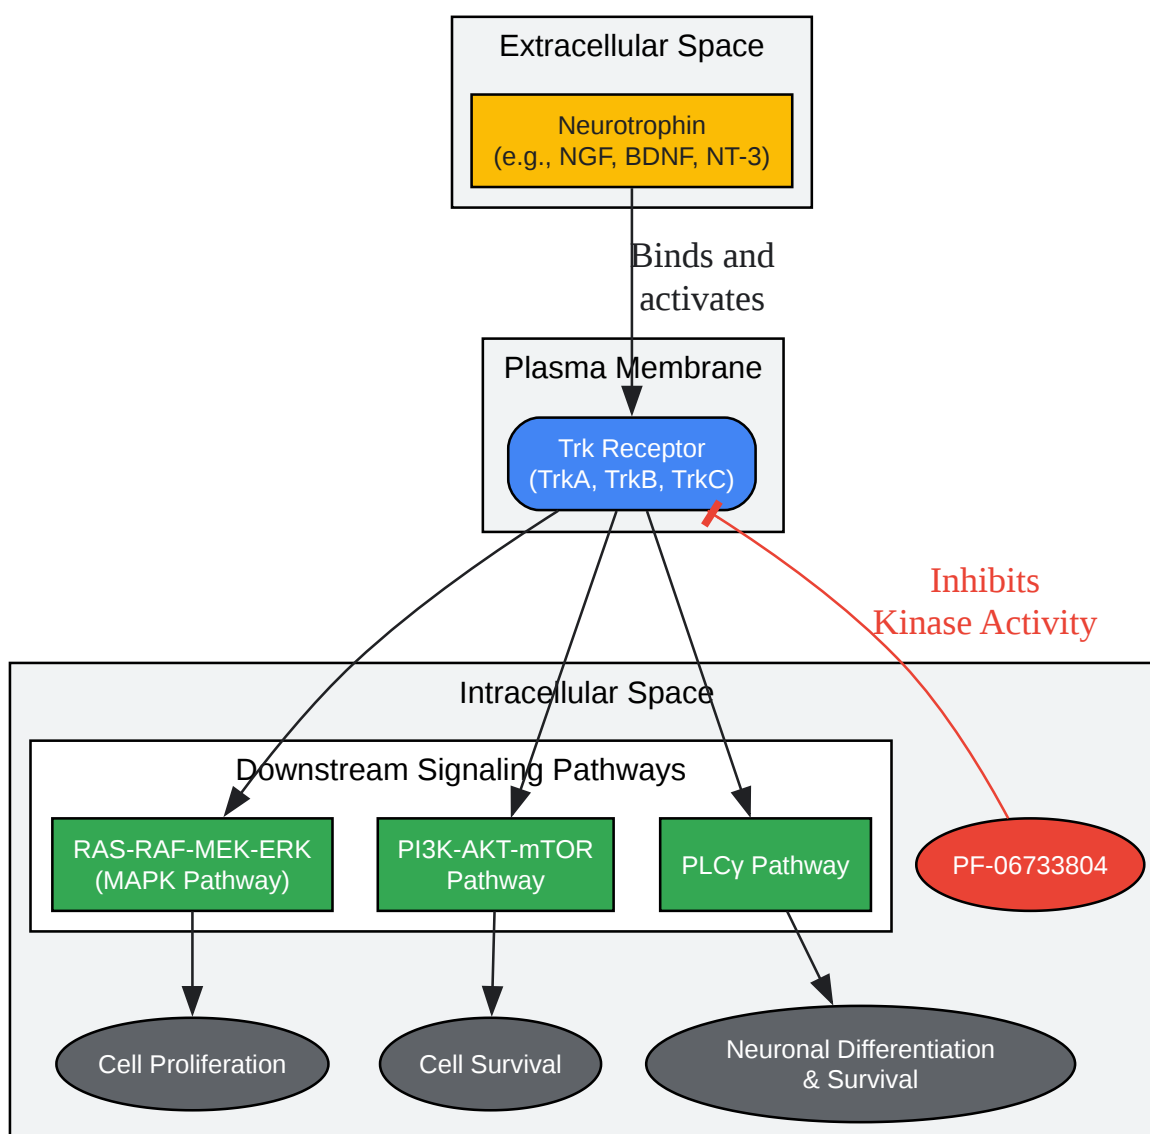 Extracellular Space
Neurotrophin
(e.g., NGF, BDNF, NT-3)
Binds and
activates
Plasma Membrane
Trk Receptor
(TrkA, TrkB, TrkC)
Inhibits
Kinase Activity
Intracellular Space
Downstream Signaling Pathways
RAS-RAF-MEK-ERK
(MAPK Pathway)
PI3K-AKT-mTOR
Pathway
PLCγ Pathway
PF-06733804
Cell Proliferation
Cell Survival
Neuronal Differentiation
& Survival